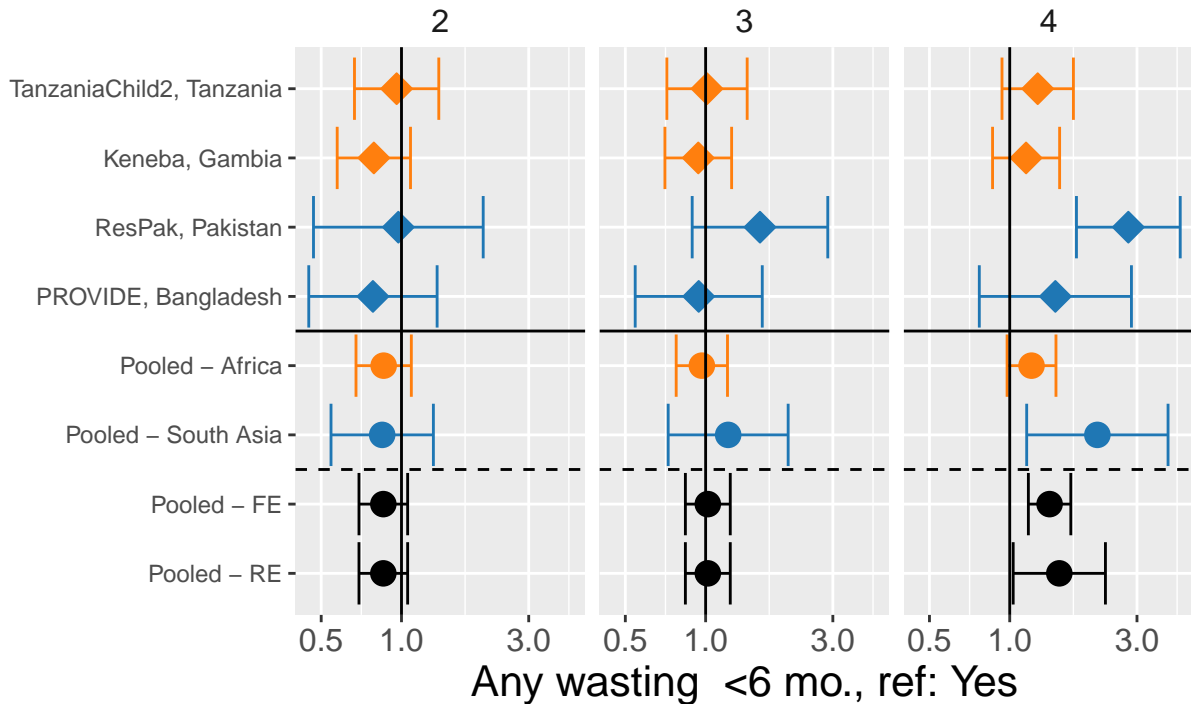 2 3 4
TanzaniaChild2, Tanzania
Keneba, Gambia
ResPak, Pakistan
PROVIDE, Bangladesh
Pooled − Africa
Pooled − South Asia
Pooled − FE
Pooled − RE
0.5 1.0 3.0 0.5 1.0 3.0 0.5 1.0 3.0
Any wasting <6 mo., ref: Yes